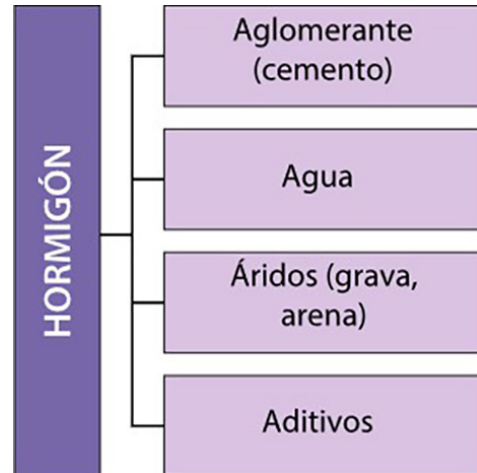 HORMIGÓN
Aglomerante
(cemento)
Agua
Áridos (grava,
arena)
Aditivos